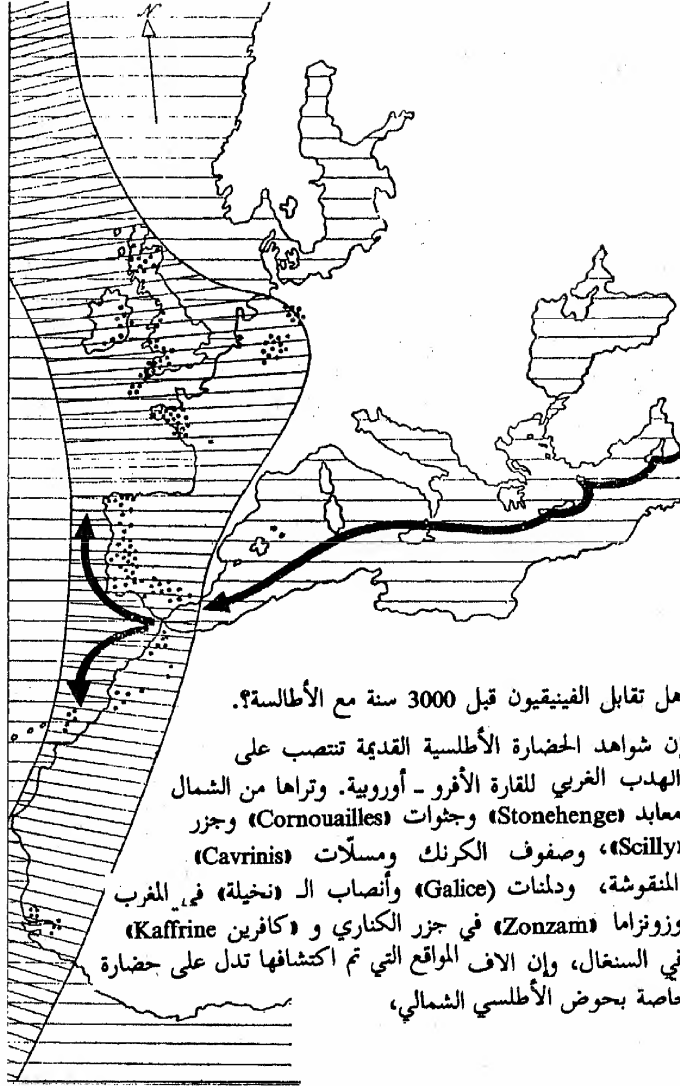 N
هل تقابل الفينيقيون قبل 3000 سنة مع الأطالسة؟.
إن شواهد الحضارة الأطلسية القديمة تنتصب على
الهدب الغربي للقارة الأفرو - أوروبية. وتراها من الشمال
معابد «Stonehenge» وجثوات «Cornouailles» وجزر
«Scilly»، وصفوف الكرنك ومسلّات «Cavrinis»
المنقوشة، ودلمنات (Galice» وأنصاب الـ «نخيلة» في المغرب
وزونزاما «Zonzam» في جزر الكناري و «كافرين Kaffrine»
في السنغال، وإن الاف المواقع التي تم اكتشافها تدل على حضارة
خاصة بحوض الأطلسي الشمالي،